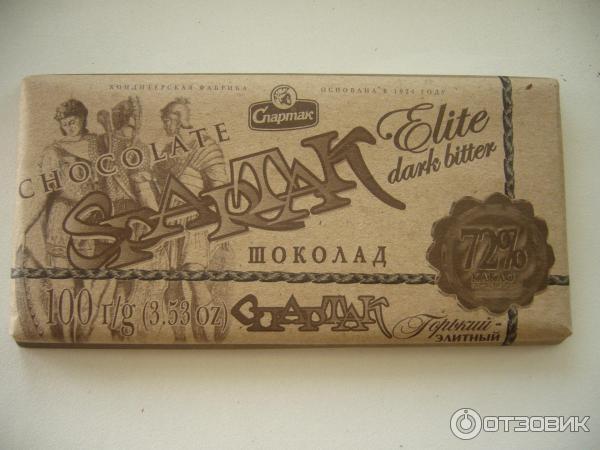 КОНДИТЕРСКАЯ ФАБРИКА
ОСНОВАНА В 1924 ГОДУ
Спартак
Elite
dark bitter
CHOCOLATE
SPARTAK
ШОКОЛАД
72%
КАКАО
100 г/g (3.53 oz)
СПАРТАК
Горький-
ЭЛИТНЫЙ
ОТЗОВИК